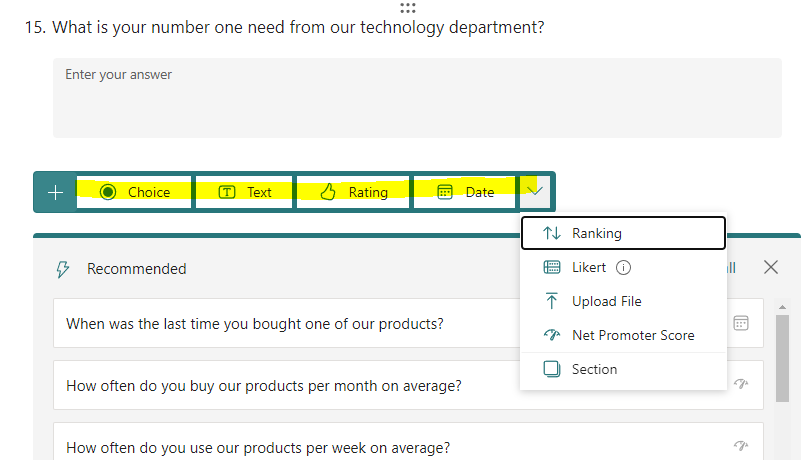 15. What is your number one need from our technology department?
Enter your answer
Choice Text Rating Date
Ranking
Likert
Upload File
Net Promoter Score
Section
Recommended
When was the last time you bought one of our products?
How often do you buy our products per month on average?
How often do you use our products per week on average?